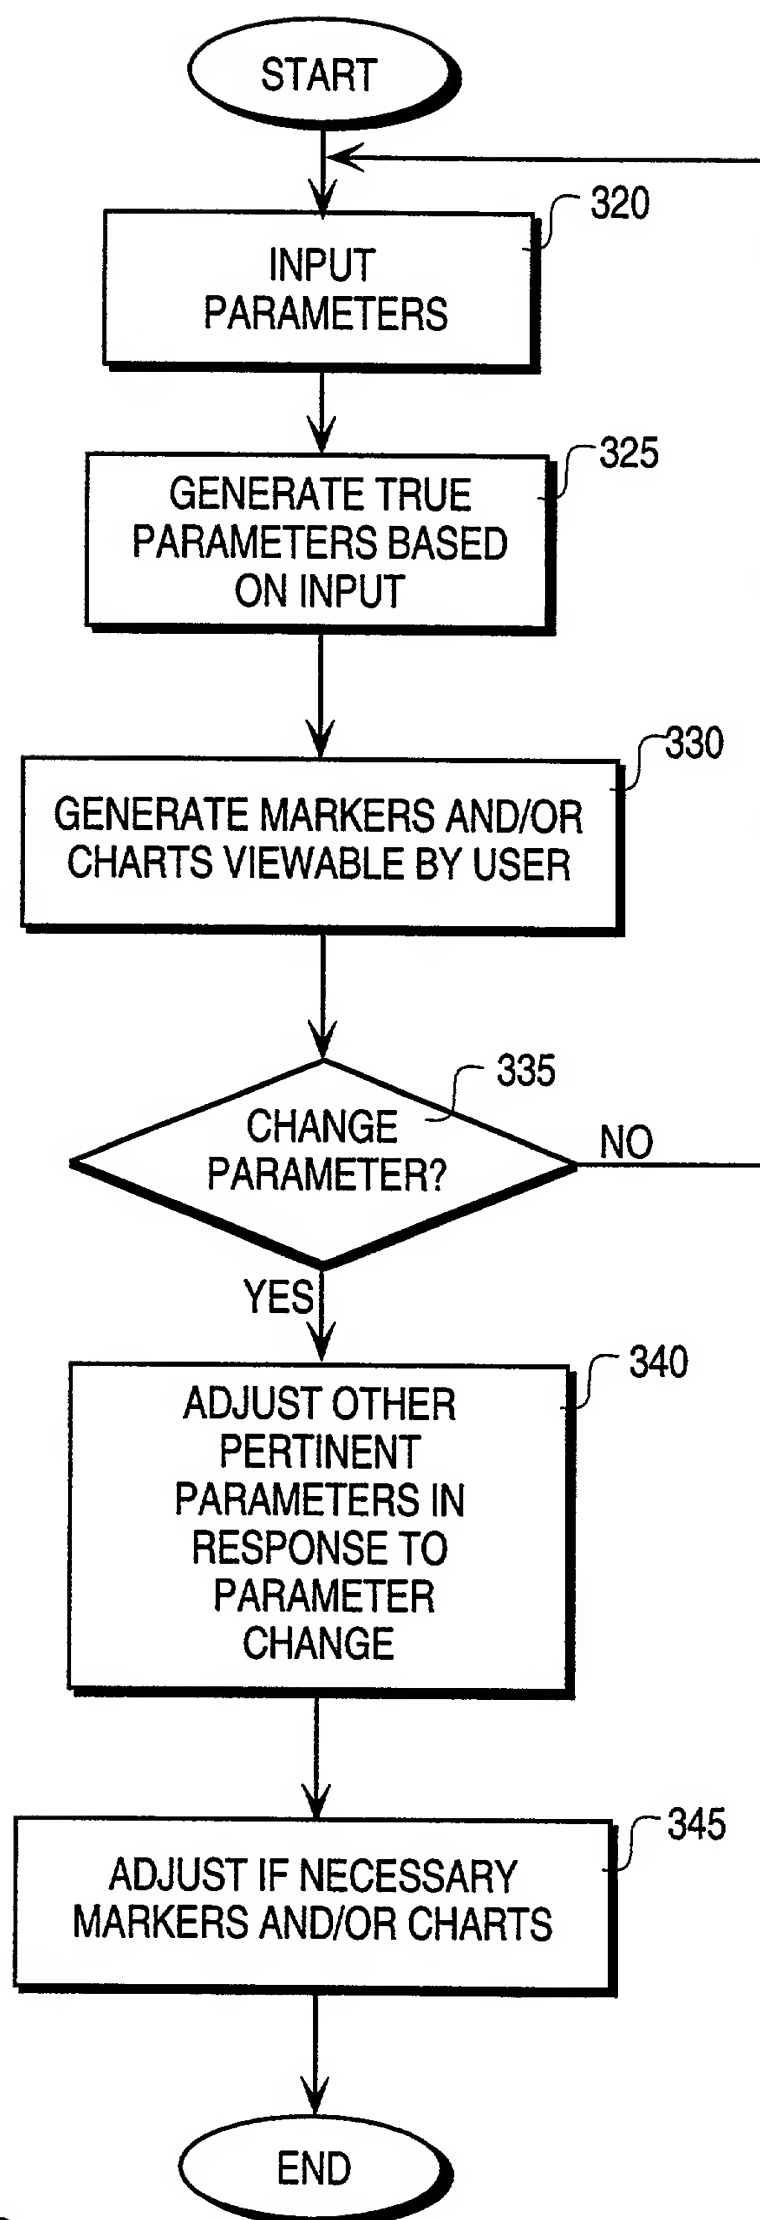 START
320
INPUT
PARAMETERS
325
GENERATE TRUE
PARAMETERS BASED
ON INPUT
330
GENERATE MARKERS AND/OR
CHARTS VIEWABLE BY USER
335
CHANGE
PARAMETER?
NO
YES
340
ADJUST OTHER
PERTINENT
PARAMETERS IN
RESPONSE TO
PARAMETER
CHANGE
345
ADJUST IF NECESSARY
MARKERS AND/OR CHARTS
END